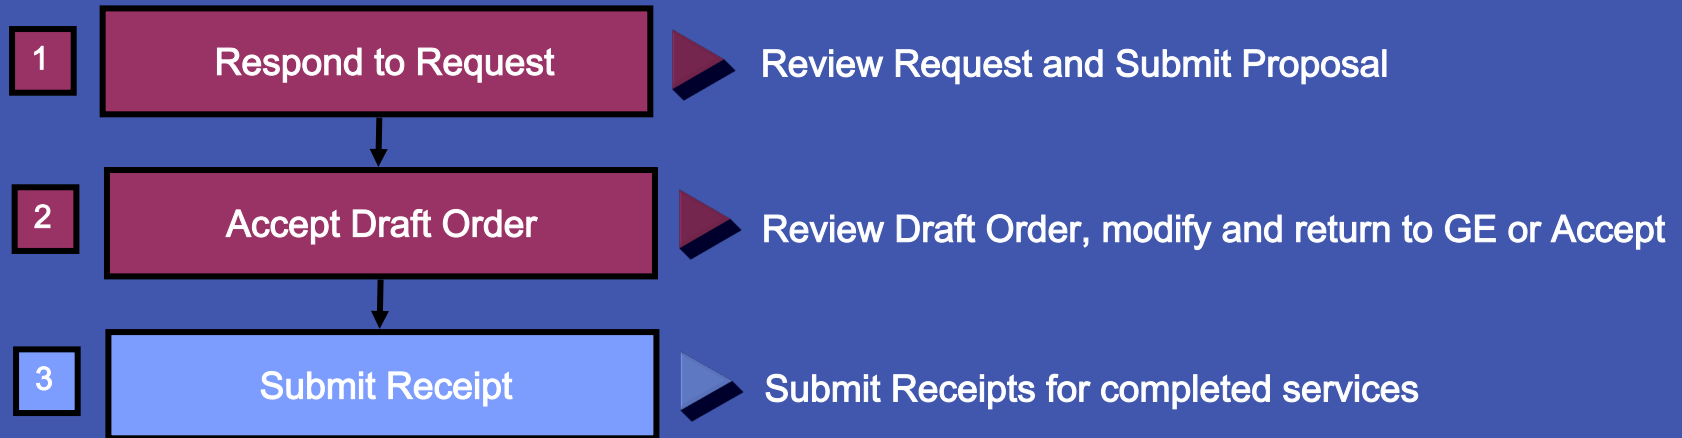 1
Respond to Request
Review Request and Submit Proposal
2
Accept Draft Order
Review Draft Order, modify and return to GE or Accept
3
Submit Receipt
Submit Receipts for completed services